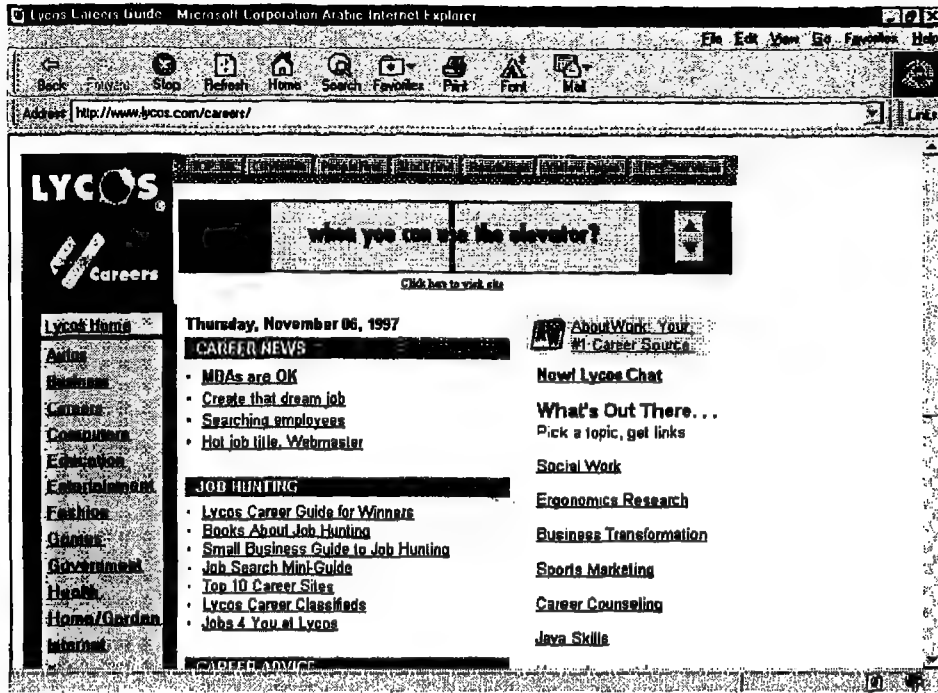 Lycos Careers Guide - Microsoft Corporation Arabic Internet Explorer
File Edit View Go Favorites Help
Back Forward Stop Refresh Home Search Favorites Print Font Mail
Address http://www.lycos.com/careers/ Links
LYCOS®
Careers
when you can use the elevator?
Click here to visit site
Lycos Home
Autos
Business
Careers
Computers
Education
Entertainment
Fashion
Games
Government
Health
Home/Garden
Internet
Thursday, November 06, 1997
CAREER NEWS
· MBAs are OK
· Create that dream job
· Searching employees
· Hot job title, Webmaster
JOB HUNTING
· Lycos Career Guide for Winners
· Books About Job Hunting
· Small Business Guide to Job Hunting
· Job Search Mini-Guide
· Top 10 Career Sites
· Lycos Career Classifieds
· Jobs 4 You at Lycos
CAREER ADVICE
AboutWork: Your
#1 Career Source
Now! Lycos Chat
What's Out There...
Pick a topic, get links
Social Work
Ergonomics Research
Business Transformation
Sports Marketing
Career Counseling
Java Skills